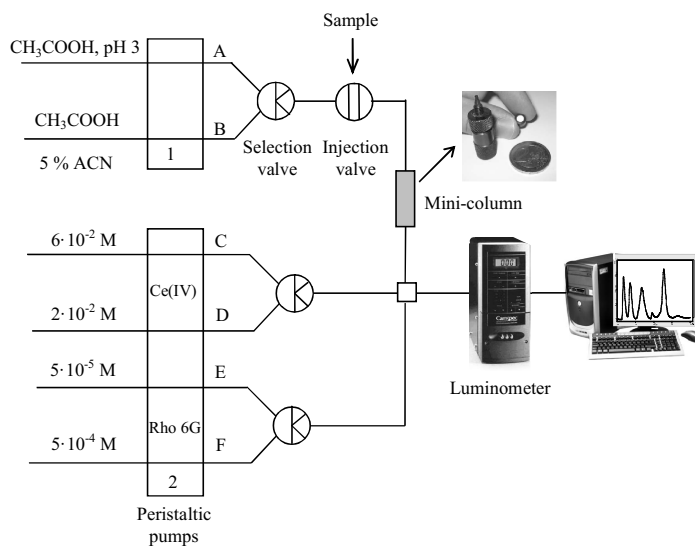 Sample
CH₃COOH, pH 3
A
CH₃COOH
B
5 % ACN
1
Selection
valve
Injection
valve
Mini-column
6·10⁻² M
C
Ce(IV)
2·10⁻² M
D
5·10⁻⁵ M
E
Rho 6G
5·10⁻⁴ M
F
2
Peristaltic
pumps
Luminometer